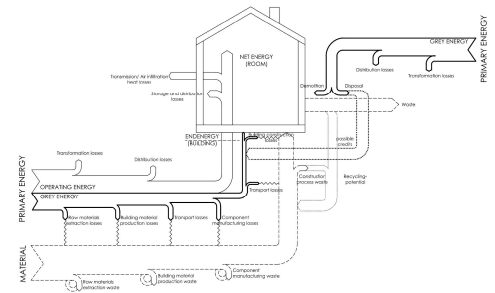 GREY ENERGY
PRIMARY ENERGY
NET ENERGY
(ROOM)
Distribution losses
Transformation losses
Transmission/ Air infiltration
heat losses
Demolition
Disposal
Storage and distribution
losses
Waste
ENDENERGY
(BUILDING)
Building construction
losses
possible
credits
Transformation losses
Distribution losses
Construction
process waste
Recycling-
potential
PRIMARY ENERGY
OPERATING ENERGY
GREY ENERGY
Transport losses
Raw materials
extraction losses
Building material
production losses
Transport losses
Component
manufacturing losses
MATERIAL
Raw materials
extraction waste
Building material
production waste
Component
manufacturing waste